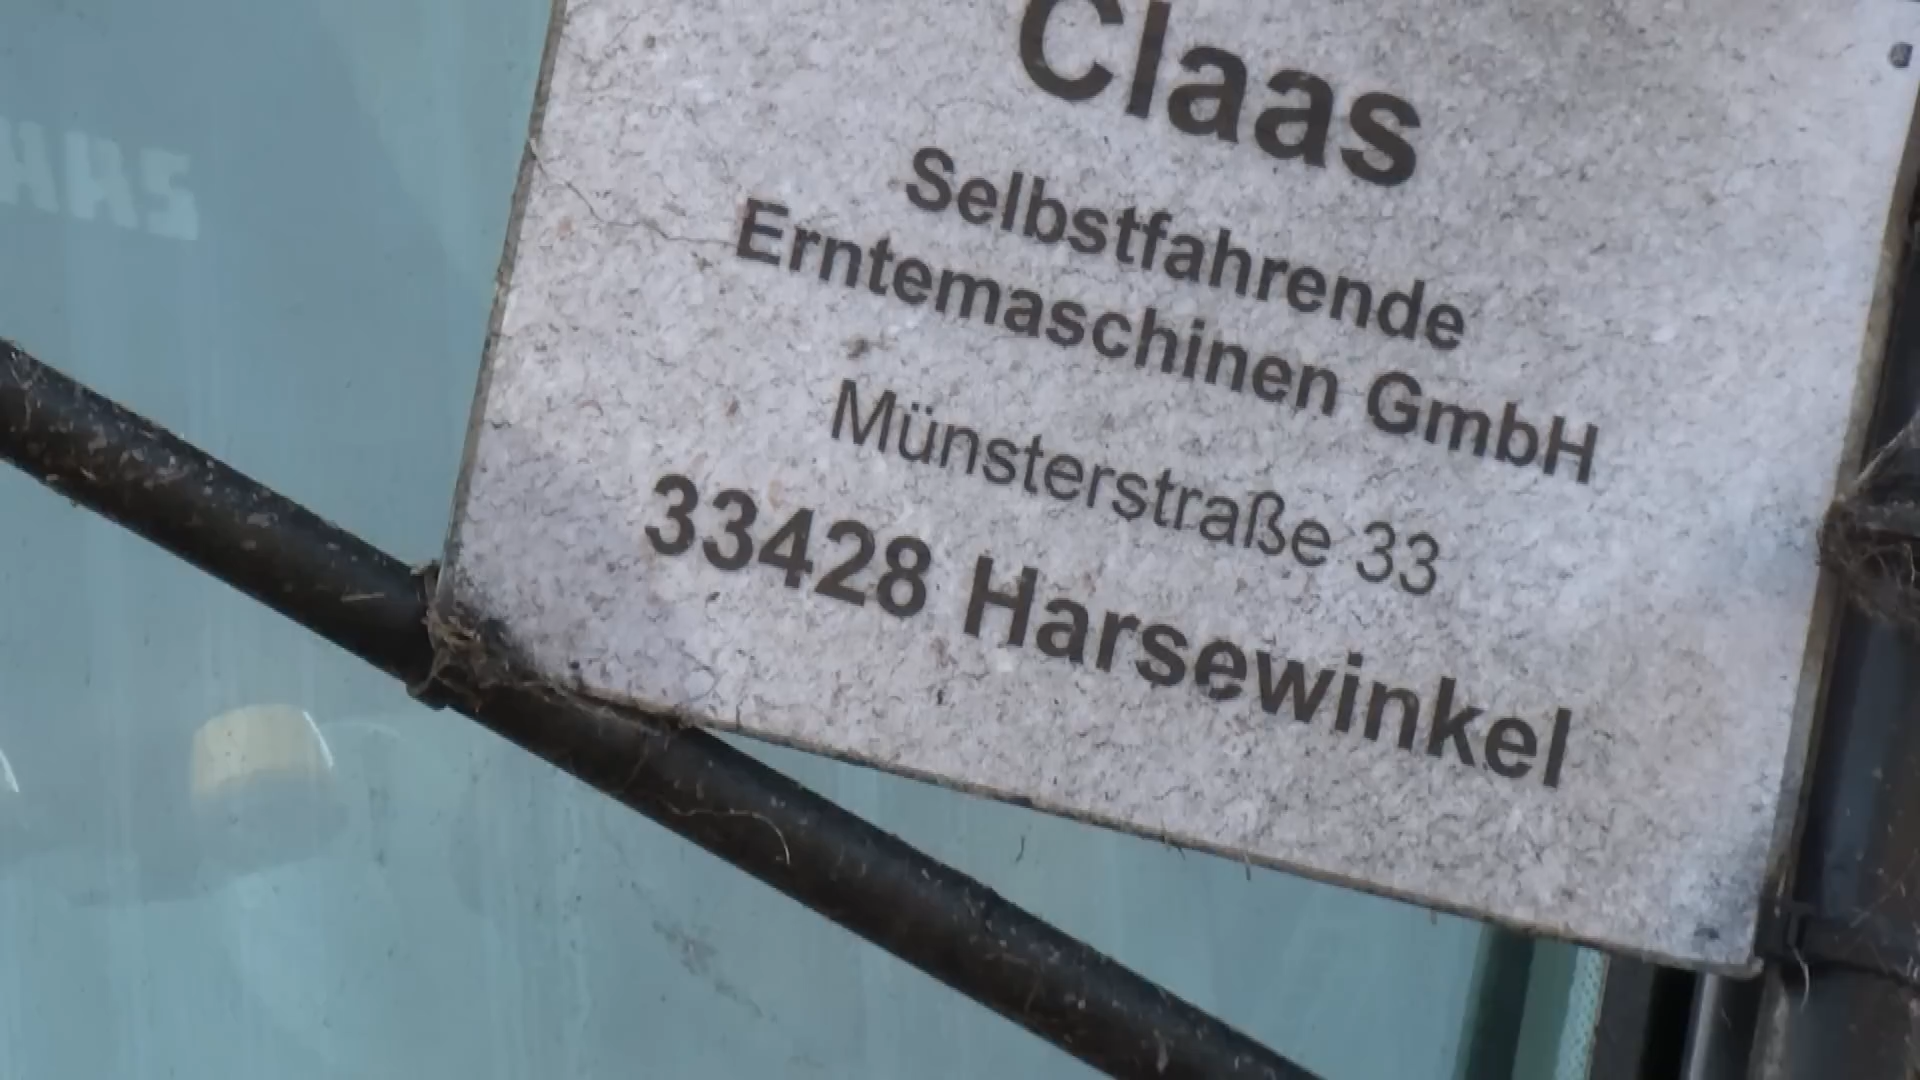 Claas
Selbstfahrende
Erntemaschinen GmbH
Münsterstraße 33
33428 Harsewinkel